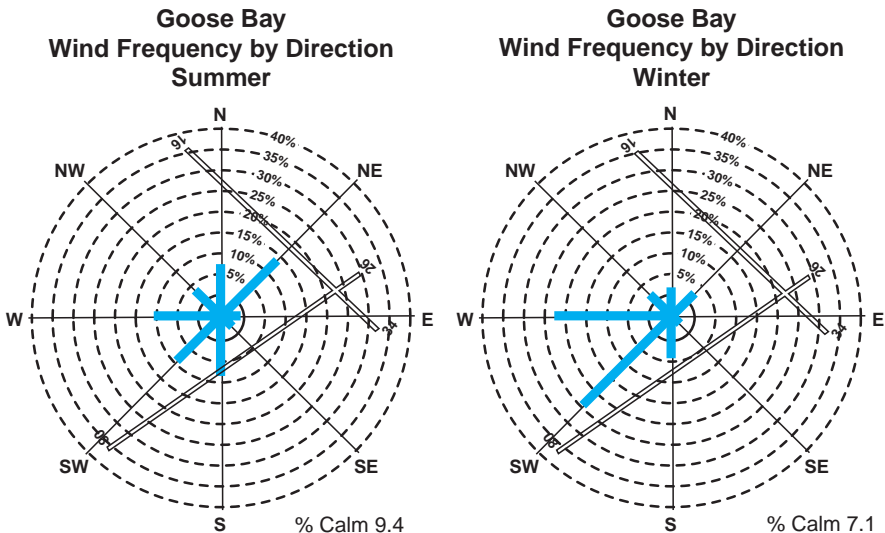 Goose Bay
Wind Frequency by Direction
Summer
N
NE
E
SE
S
SW
W
NW
40%
35%
30%
25%
20%
15%
10%
5%
16
34
26
08
% Calm 9.4
Goose Bay
Wind Frequency by Direction
Winter
N
NE
E
SE
S
SW
W
NW
40%
35%
30%
25%
20%
15%
10%
5%
16
34
26
08
% Calm 7.1